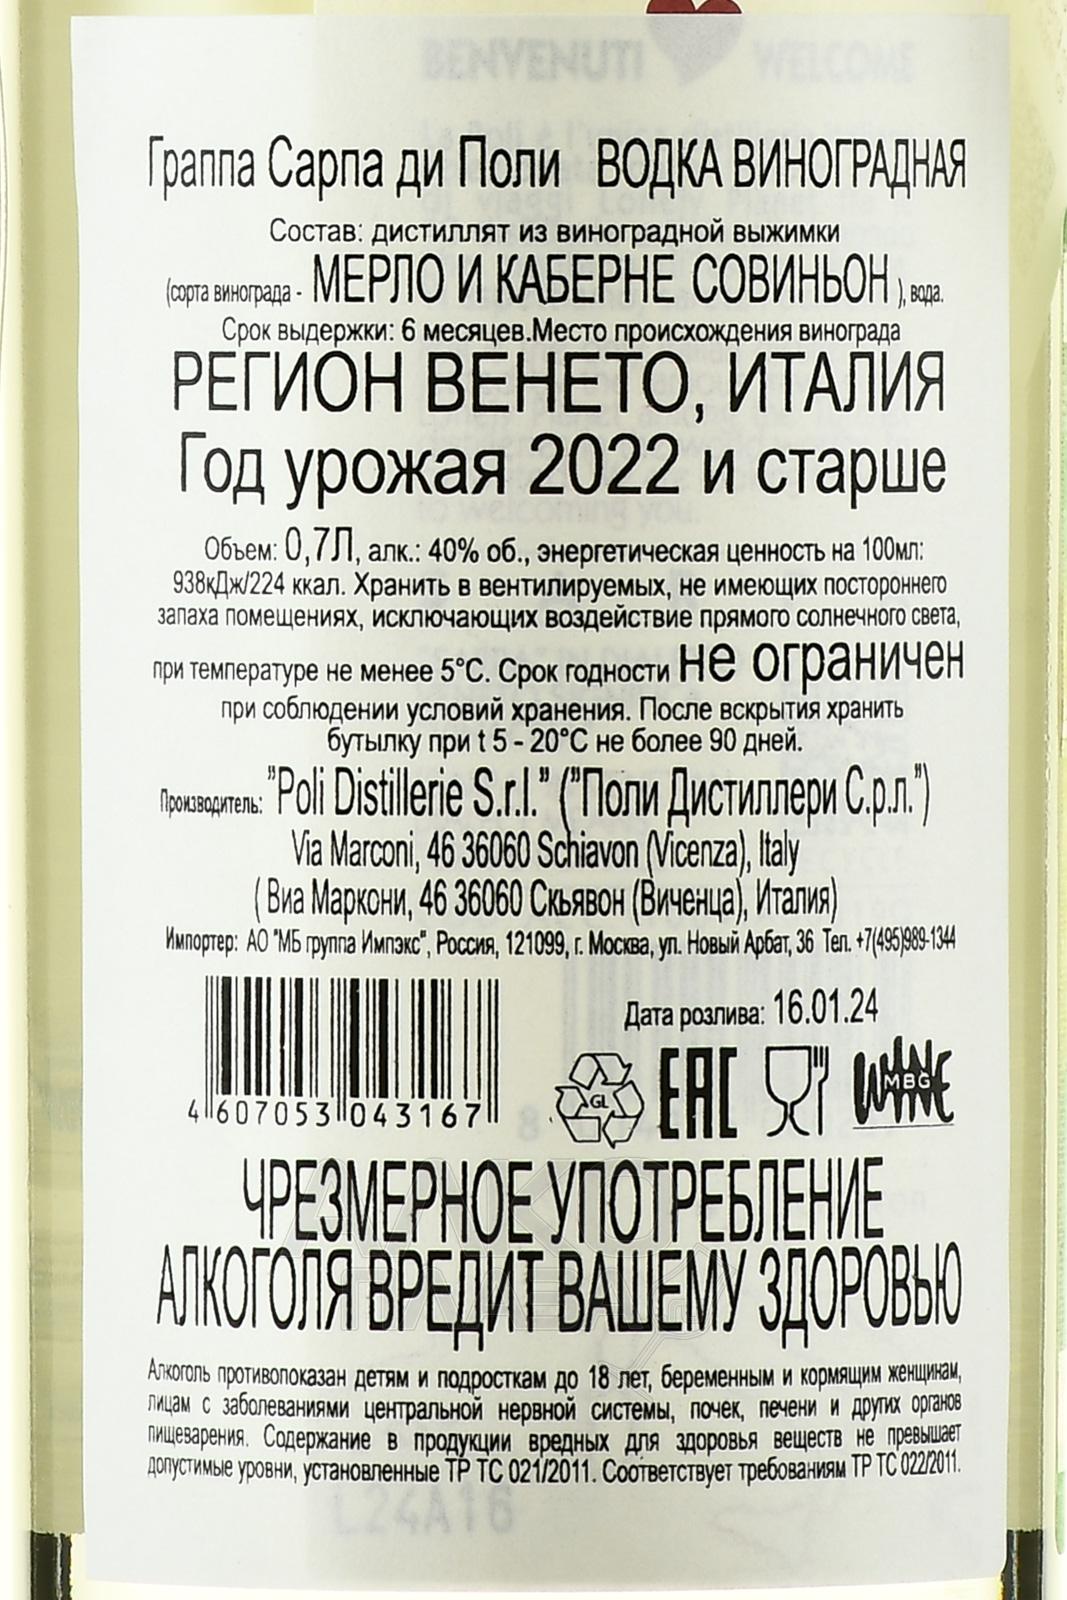 BENVENUTI WELCOME
Граппа Сарпа ди Поли ВОДКА ВИНОГРАДНАЯ
Состав: дистиллят из виноградной выжимки
(сорта винограда - МЕРЛО И КАБЕРНЕ СОВИНЬОН ), вода.
Срок выдержки: 6 месяцев.Место происхождения винограда
РЕГИОН ВЕНЕТО, ИТАЛИЯ
Год урожая 2022 и старше
to welcoming you.
Объем: 0,7Л, алк.: 40% об., энергетическая ценность на 100мл:
938кДж/224 ккал. Хранить в вентилируемых, не имеющих постороннего
запаха помещениях, исключающих воздействие прямого солнечного света,
при температуре не менее 5°С. Срок годности не ограничен
при соблюдении условий хранения. После вскрытия хранить
бутылку при t 5 - 20°С не более 90 дней.
Производитель: "Poli Distillerie S.r.l." ("Поли Дистиллери С.р.л.")
Via Marconi, 46 36060 Schiavon (Vicenza), Italy
( Виа Маркони, 46 36060 Скьявон (Виченца), Италия)
Импортер: АО "МБ группа Импэкс", Россия, 121099, г. Москва, ул. Новый Арбат, 36 Тел. +7(495)989-1344
Дата розлива: 16.01.24
GL EAC WINE MBG
4 607053 043167
ЧРЕЗМЕРНОЕ УПОТРЕБЛЕНИЕ
АЛКОГОЛЯ ВРЕДИТ ВАШЕМУ ЗДОРОВЬЮ
Алкоголь противопоказан детям и подросткам до 18 лет, беременным и кормящим женщинам,
лицам с заболеваниями центральной нервной системы, почек, печени и других органов
пищеварения. Содержание в продукции вредных для здоровья веществ не превышает
допустимые уровни, установленные ТР ТС 021/2011. Соответствует требованиям ТР ТС 022/2011.
L24A16